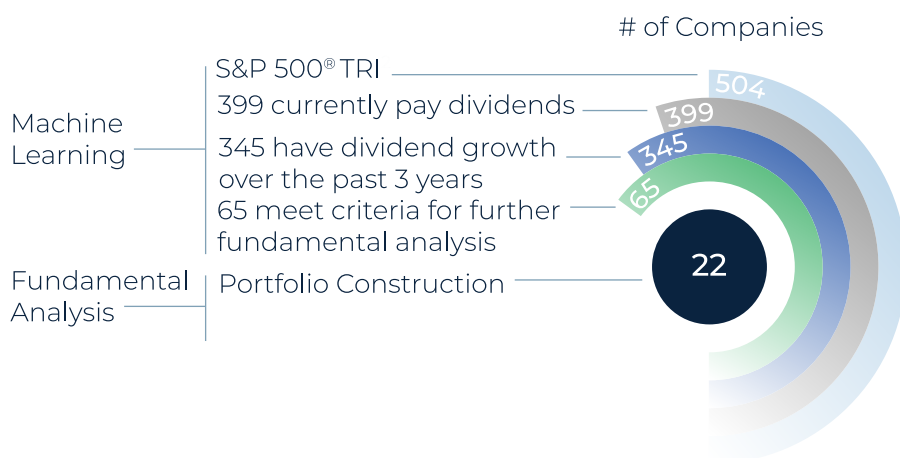 # of Companies
Machine
Learning
S&P 500® TRI
399 currently pay dividends
345 have dividend growth
over the past 3 years
65 meet criteria for further
fundamental analysis
Fundamental
Analysis
Portfolio Construction
504
399
345
65
22